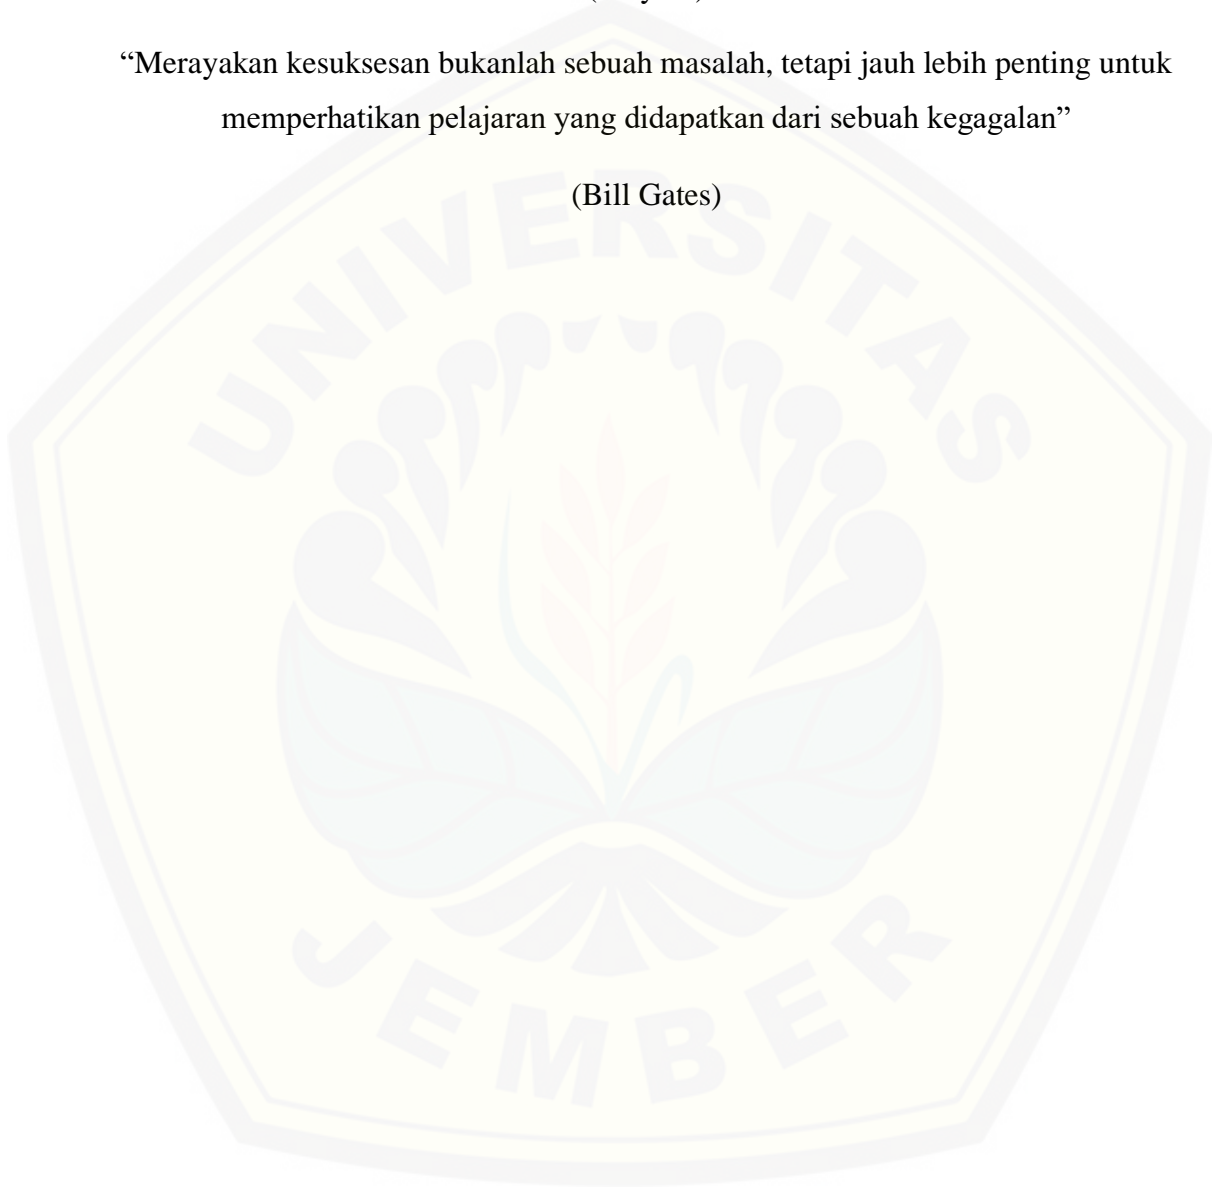 “Merayakan kesuksesan bukanlah sebuah masalah, tetapi jauh lebih penting untuk
memperhatikan pelajaran yang didapatkan dari sebuah kegagalan”
(Bill Gates)
UNIVERSITAS
JEMBER